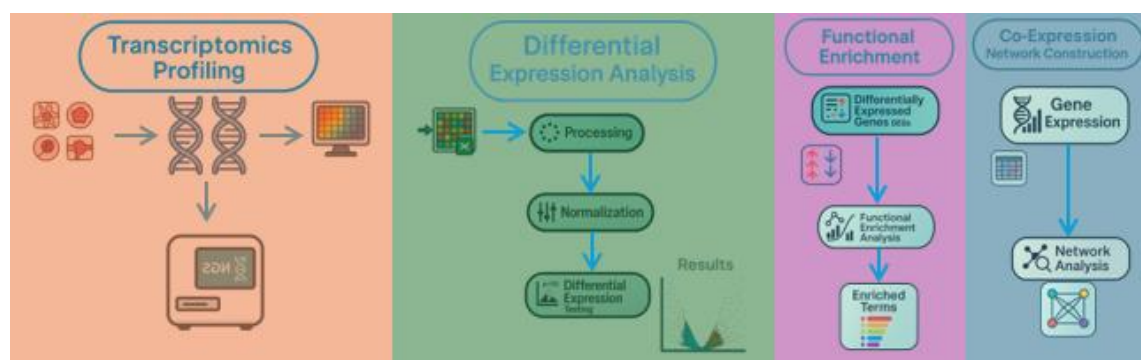 Transcriptomics
Profiling
NGS
Differential
Expression Analysis
Processing
Normalization
Differential
Expression
Testing
Results
Functional
Enrichment
Differentially
Expressed
Genes DEGs
Functional
Enrichment
Analysis
Enriched
Terms
Co-Expression
Network Construction
Gene
Expression
Network
Analysis